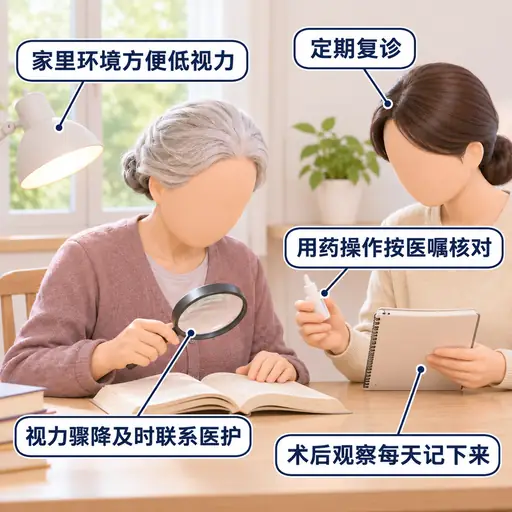 家里环境方便低视力
定期复诊
用药操作按医嘱核对
视力骤降及时联系医护
术后观察每天记下来